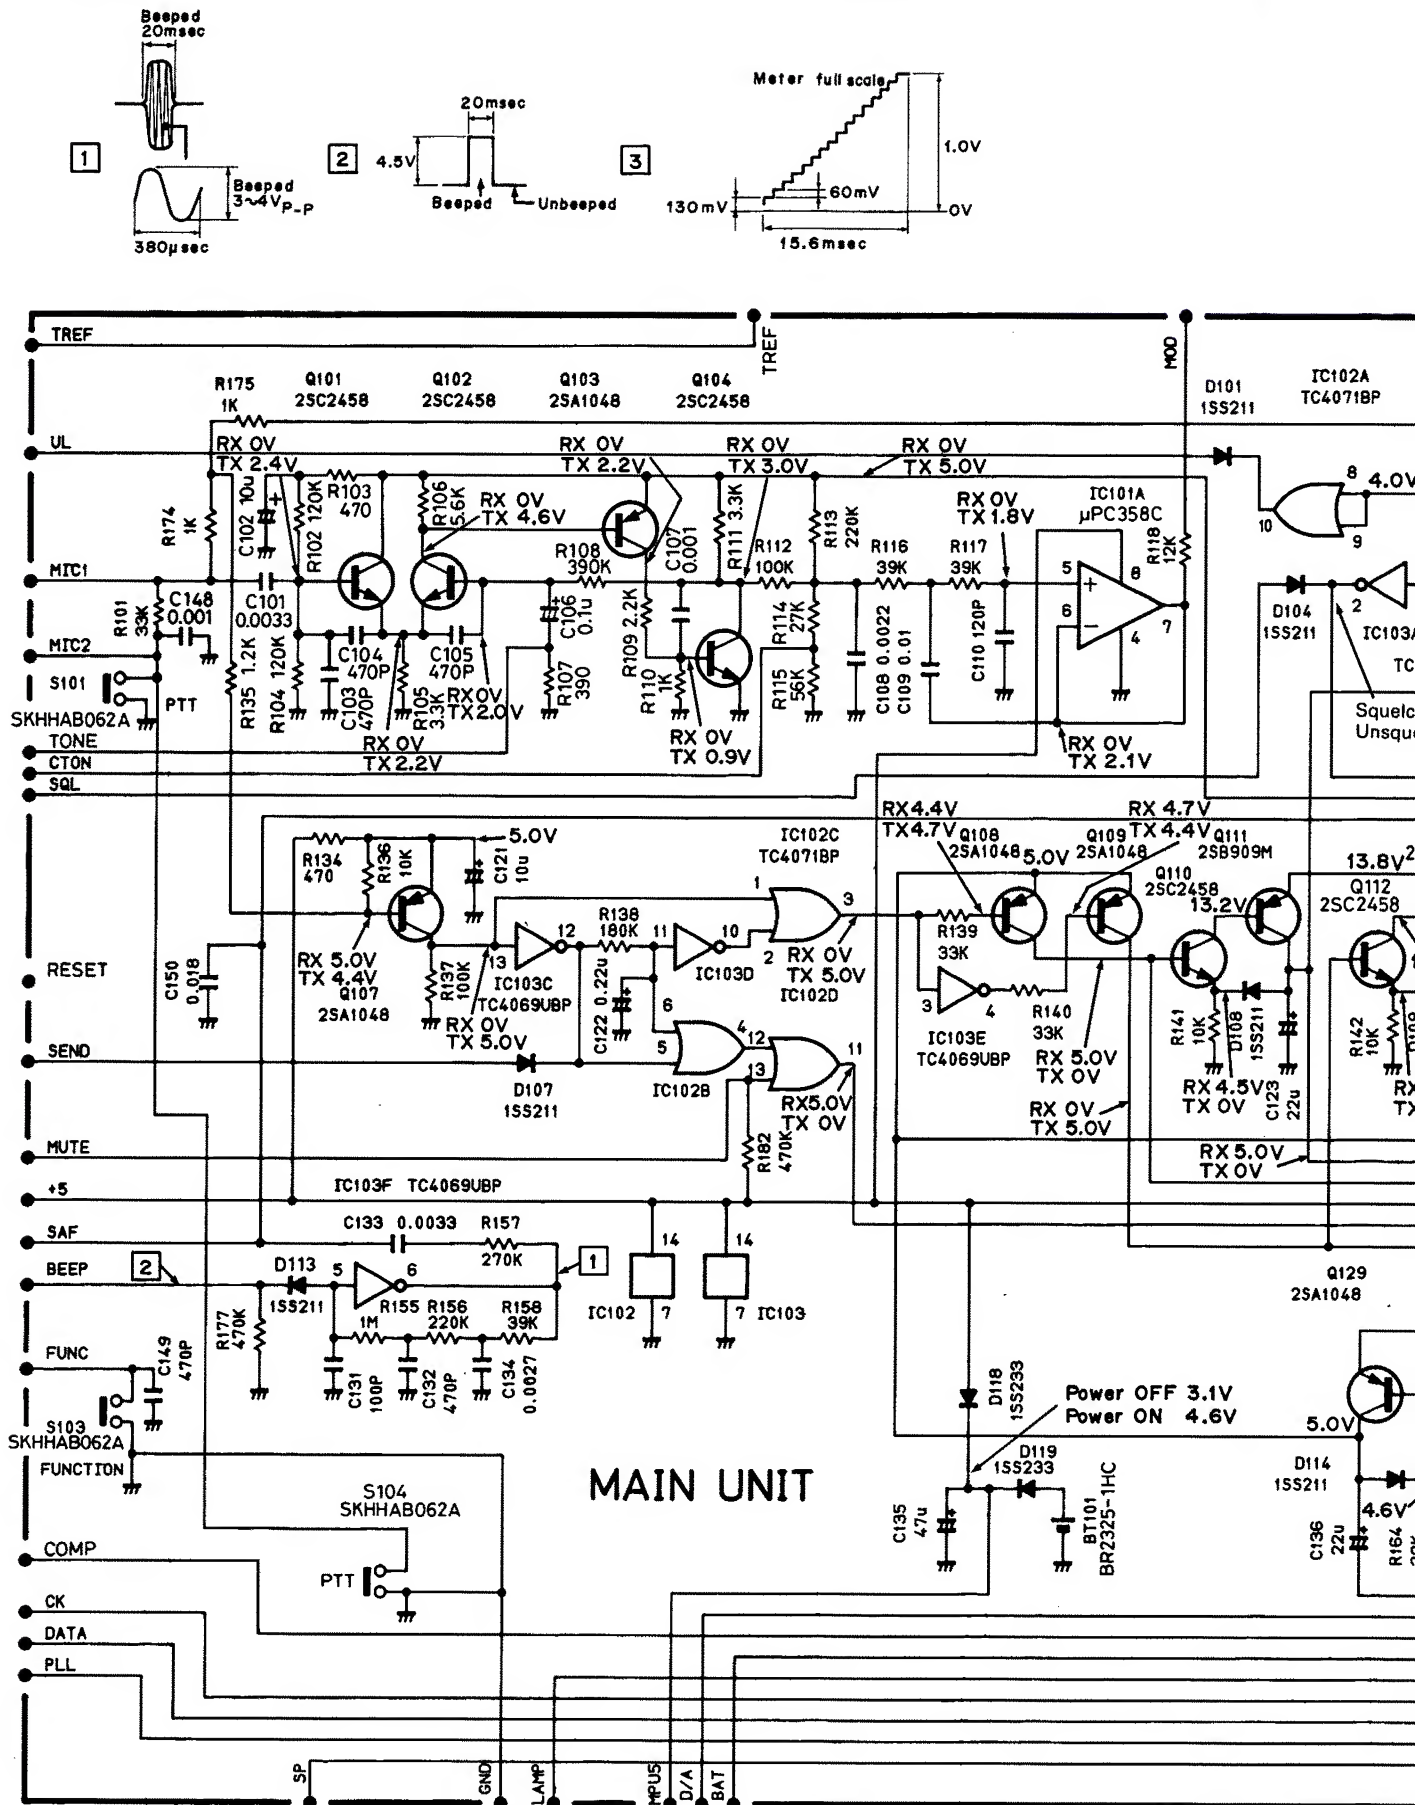 Beeped
20msec
1
Beeped
3~4VP-P
380μsec
20msec
2
4.5V
Beeped
Unbeeped
Meter full scale
3
1.0V
60mV
130mV
0V
15.6msec
TREF
TREF
MOD
R175
1K
Q101
2SC2458
Q102
2SC2458
Q103
2SA1048
Q104
2SC2458
D101
1SS211
IC102A
TC4071BP
UL
RX 0V
TX 2.4V
RX 0V
TX 2.2V
RX 0V
TX 3.0V
RX 0V
TX 5.0V
R174
1K
C102 10u
R102 120K
R103
470
R106
5.6K
RX 0V
TX 4.6V
C107
0.001
R111 3.3K
R113
220K
RX 0V
TX 1.8V
IC101A
μPC358C
R118
12K
8
4.0V
10
9
MIC1
R108
390K
R112
100K
R116
39K
R117
39K
5
8
6
7
4
R101
33K
C148
0.001
C101
0.0033
C106
0.1u
R109 2.2K
R114
27K
C108 0.0022
C109 0.01
C110 120P
D104
1SS211
2
IC103A
TC
MIC2
S101
PTT
SKHHAB062A
R135 1.2K
R104 120K
C104
470P
C103
470P
R105
3.3K
C105
470P
RX 0V
TX 2.0V
R107
390
R110
1K
R115
56K
Squelc
Unsque
TONE
RX 0V
TX 2.2V
RX 0V
TX 0.9V
RX 0V
TX 2.1V
CTON
SQL
R134
470
R136
10K
5.0V
C121
10u
IC102C
TC4071BP
RX 4.4V
TX 4.7V
Q108
2SA1048
5.0V
RX 4.7V
TX 4.4V
Q109
2SA1048
Q111
2SB909M
Q110
2SC2458
13.2V
13.8V
2
Q112
2SC2458
1
3
2
R138
180K
12
11
10
13
R139
33K
RX 5.0V
TX 4.4V
Q107
2SA1048
R137
100K
IC103C
TC4069UBP
IC103D
RX 0V
TX 5.0V
IC102D
3
4
R140
33K
RESET
C150
0.018
RX 0V
TX 5.0V
C122 0.22u
6
5
4
12
13
11
IC103E
TC4069UBP
R141
10K
D108
1SS211
R142
10K
D109
SEND
D107
1SS211
IC102B
RX 5.0V
TX 0V
RX 5.0V
TX 0V
RX 0V
TX 5.0V
RX 4.5V
TX 0V
C123
22u
RX
TX
RX 5.0V
TX 0V
MUTE
R182
470K
+5
IC103F TC4069UBP
SAF
C133 0.0033
R157
270K
1
14
14
BEEP
2
D113
1SS211
5
6
R155
1M
R156
220K
R158
39K
IC102
7
7
IC103
Q129
2SA1048
R177
470K
C131
100P
C132
470P
C134
0.0027
FUNC
C149
470P
S103
SKHHAB062A
FUNCTION
D118
1SS233
Power OFF 3.1V
Power ON 4.6V
5.0V
D119
1SS233
D114
1SS211
4.6V
MAIN UNIT
S104
SKHHAB062A
C135
47u
BT101
BR2325-1HC
C136
22u
R164
COMP
PTT
CK
DATA
PLL
SP
GND
LAMP
MPU5
D/A
BAT